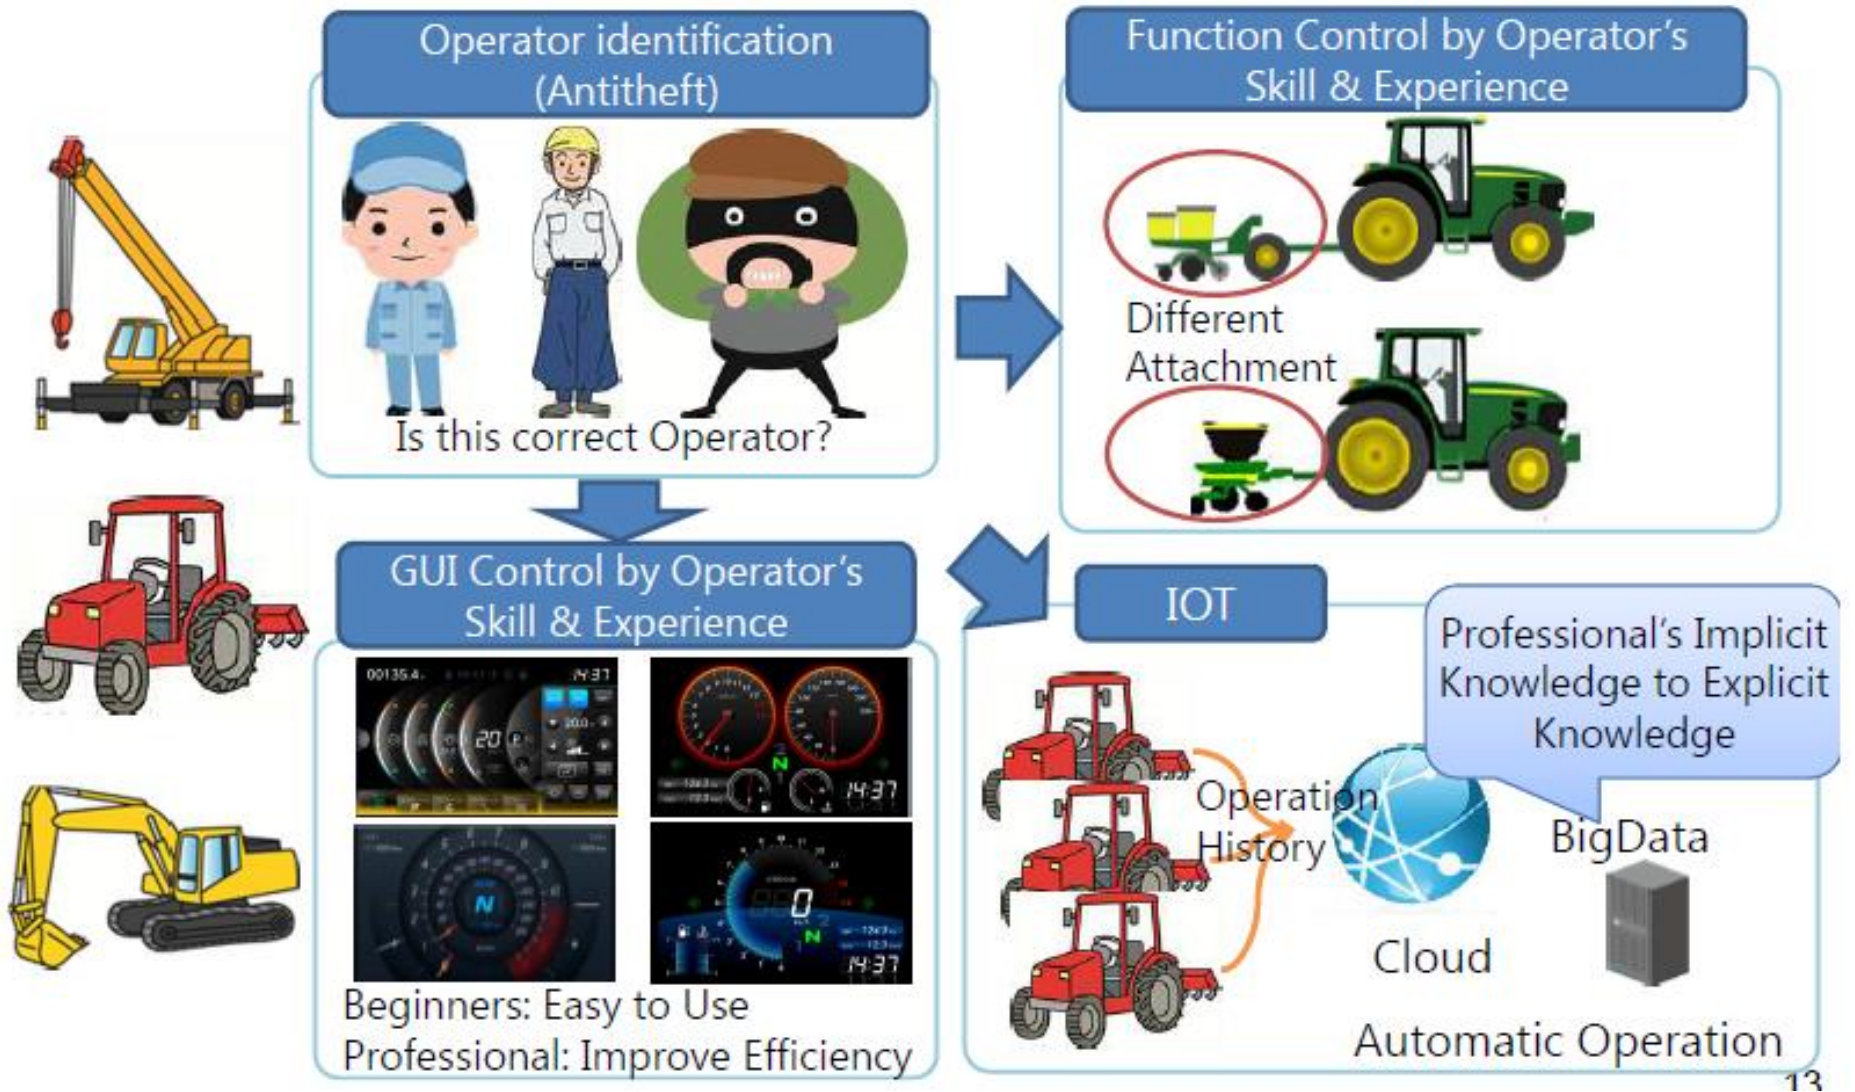 Operator identification
(Antitheft)
Is this correct Operator?
Function Control by Operator's
Skill & Experience
Different
Attachment
GUI Control by Operator's
Skill & Experience
00135.4
14:37
20.0
20
P
N
14:37
N
0
N
14:37
Beginners: Easy to Use
Professional: Improve Efficiency
IOT
Professional's Implicit
Knowledge to Explicit
Knowledge
Operation
History
BigData
Cloud
Automatic Operation
13